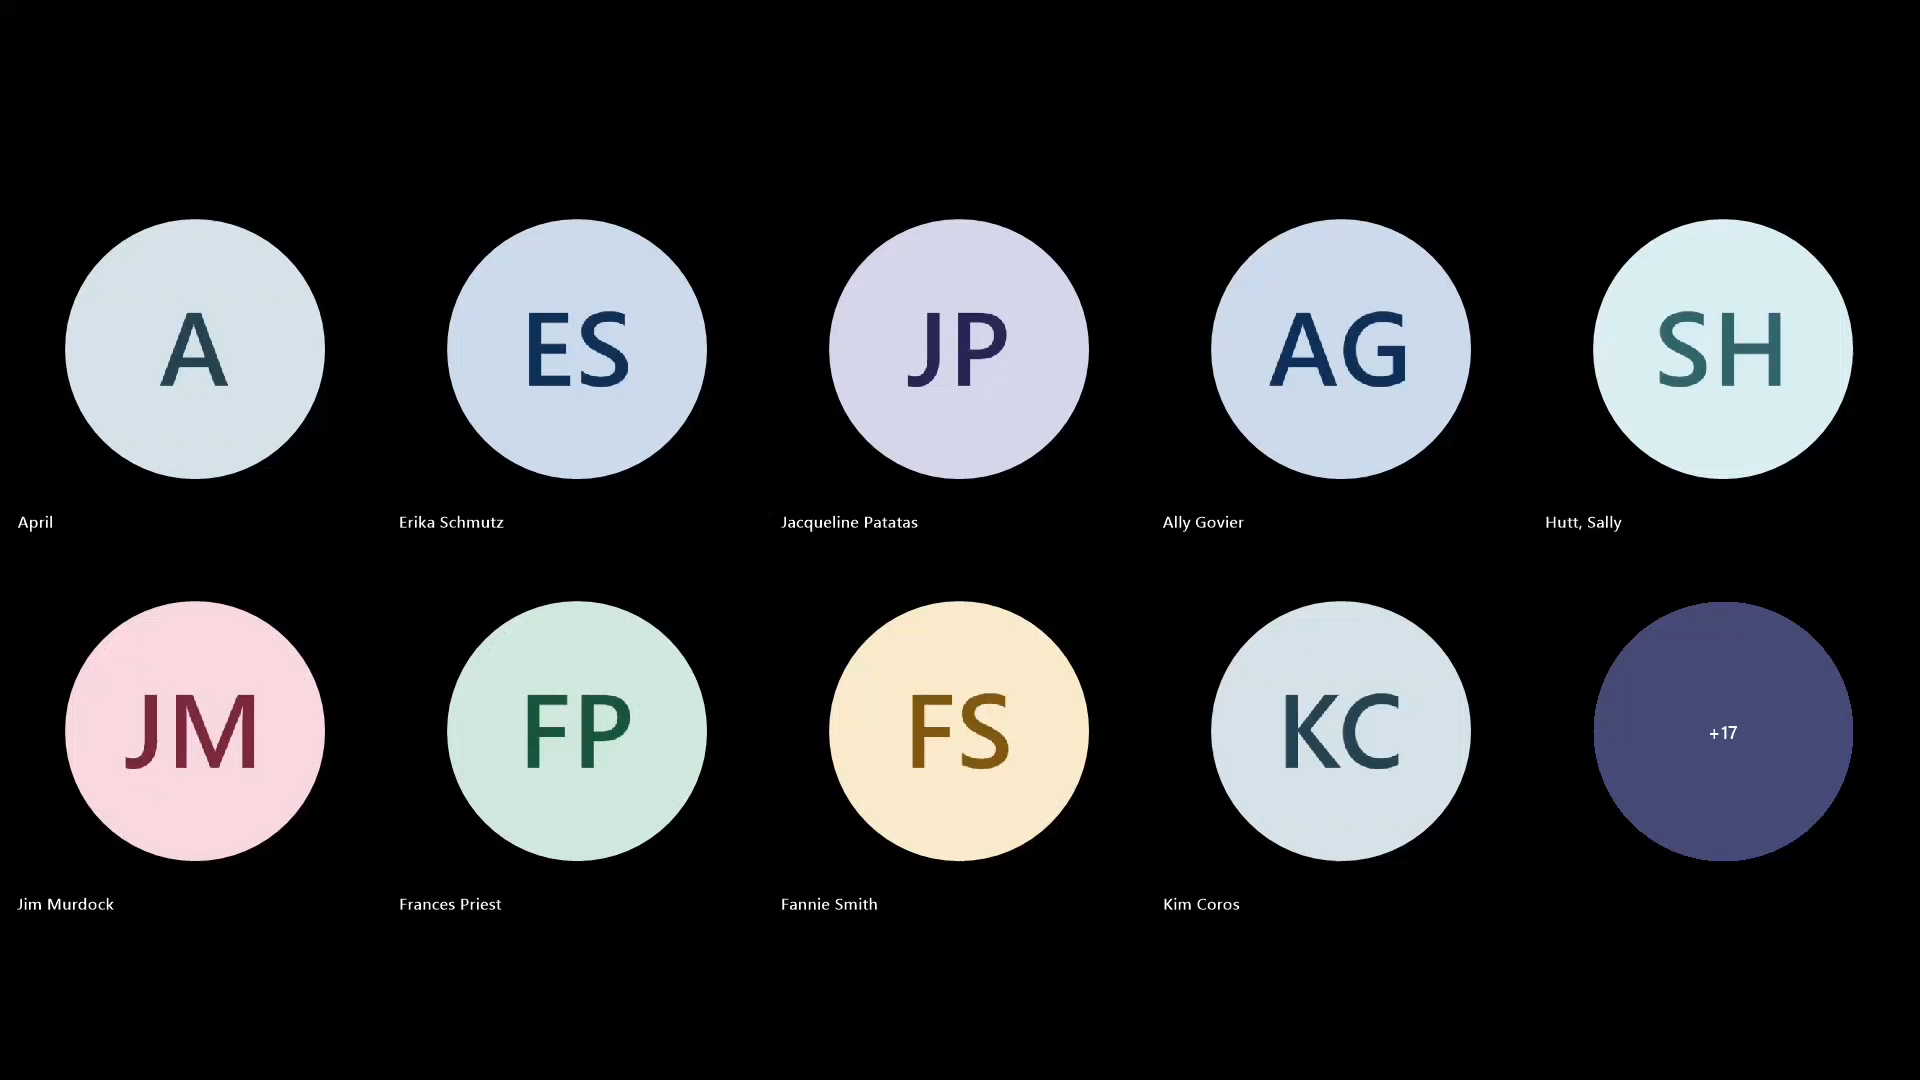 A
ES
JP
AG
SH
April
Erika Schmutz
Jacqueline Patatas
Ally Govier
Hutt, Sally
JM
FP
FS
KC
+17
Jim Murdock
Frances Priest
Fannie Smith
Kim Coros